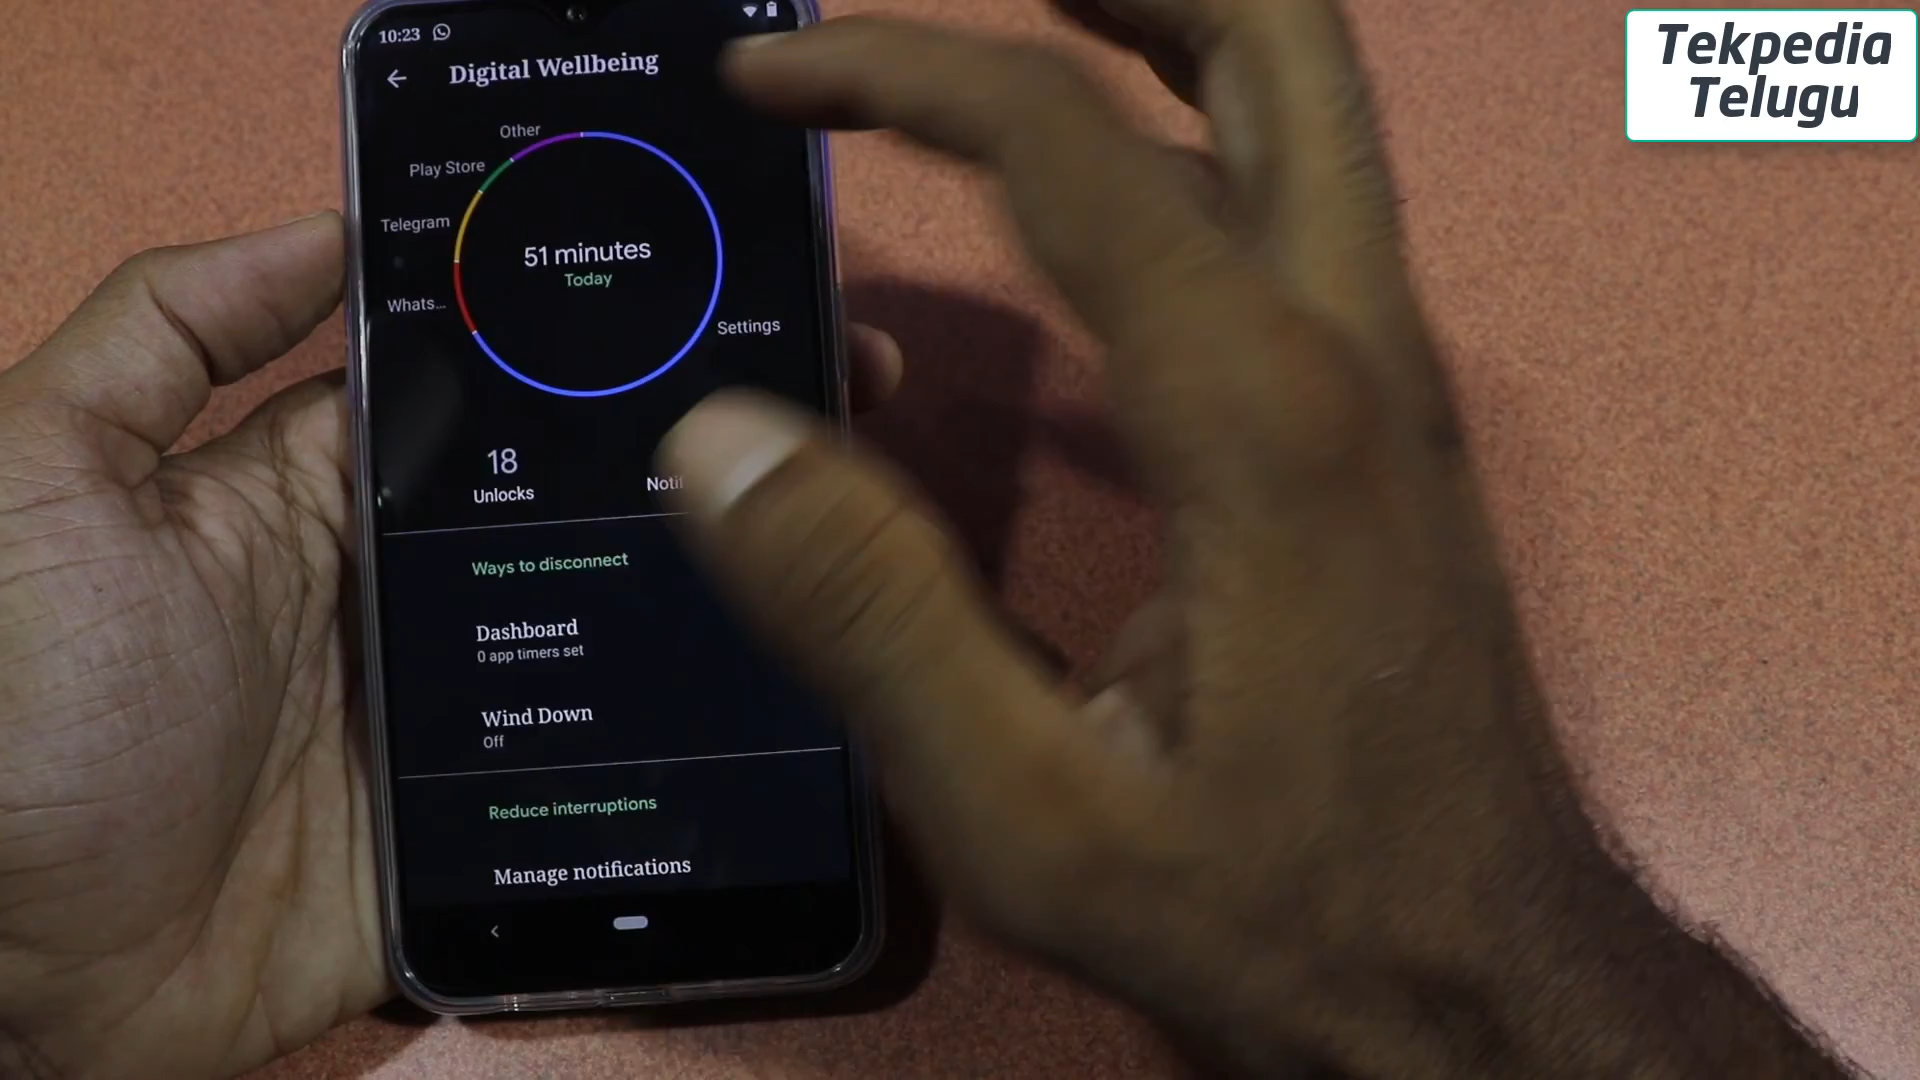 Tekpedia
Telugu
10:23
Digital Wellbeing
Other
Play Store
Telegram
Whats...
51 minutes
Today
Settings
18
Unlocks
Ways to disconnect
Dashboard
0 app timers set
Wind Down
Off
Reduce interruptions
Manage notifications